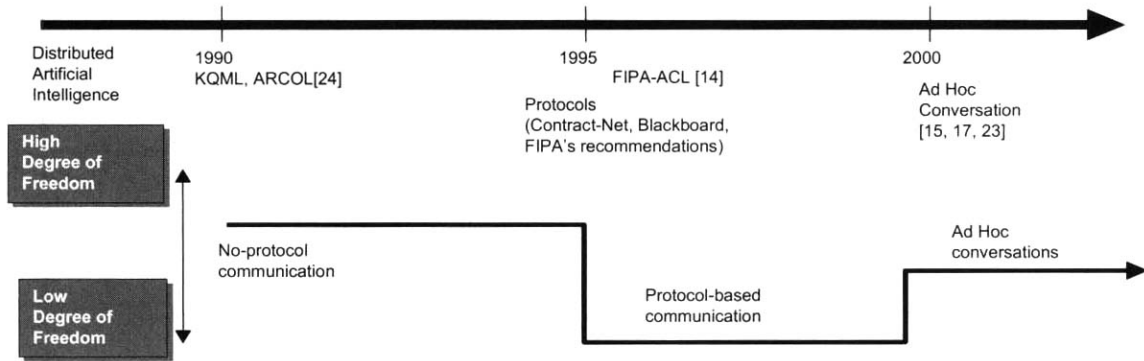 Distributed
Artificial
Intelligence
1990
KQML, ARCOL[24]
1995
FIPA-ACL [14]
Protocols
(Contract-Net, Blackboard,
FIPA's recommendations)
2000
Ad Hoc
Conversation
[15, 17, 23]
High
Degree of
Freedom
No-protocol
communication
Ad Hoc
conversations
Low
Degree of
Freedom
Protocol-based
communication